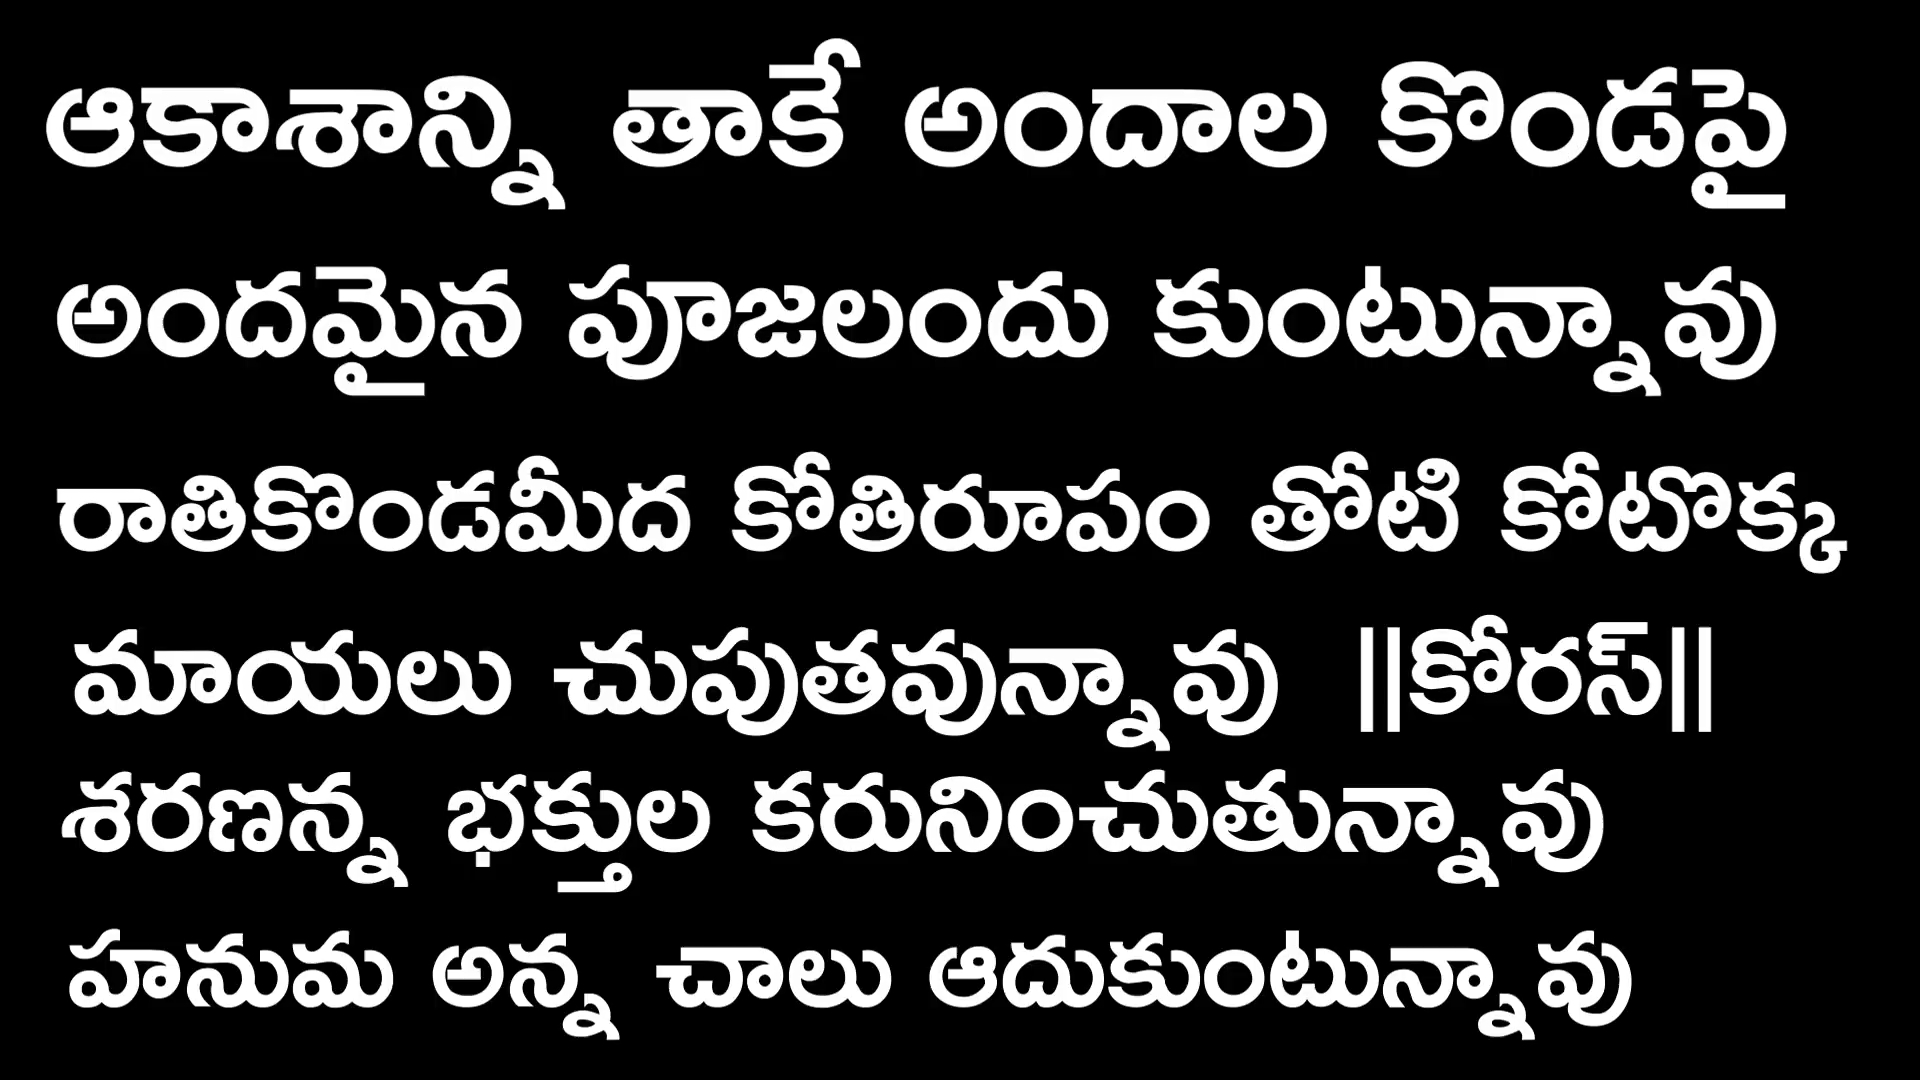 ఆకాశాన్ని తాకే అందాల కొండపై
అందమైన పూజలందు కుంటున్నావు
రాతికొండమీద కోతిరూపం తోటి కోటొక్క
మాయలు చుపుతవున్నావు ||కోరస్||
శరణన్న భక్తుల కరునించుతున్నావు
హనుమ అన్న చాలు ఆదుకుంటున్నావు